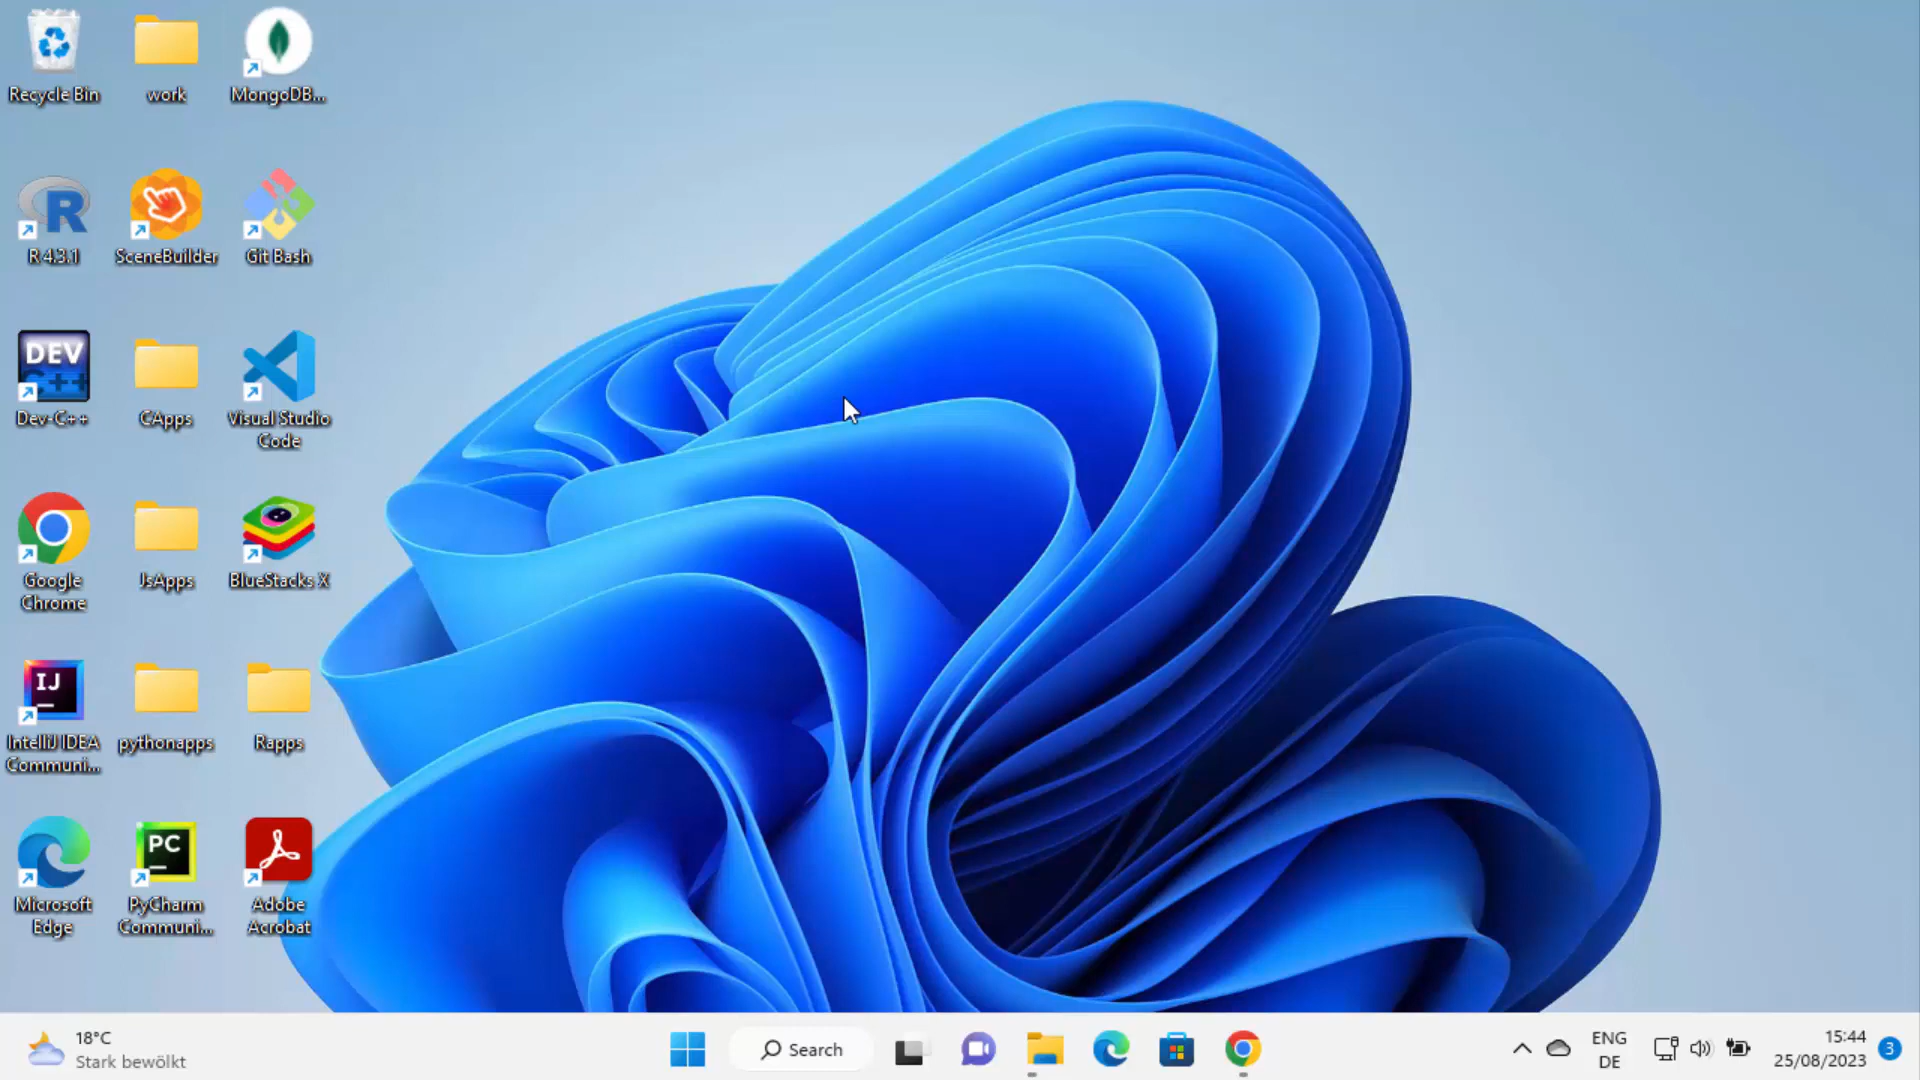 Recycle Bin
work
MongoDB...
R
R 4.3.1
SceneBuilder
Git Bash
DEV
C++
Dev-C++
CApps
Visual Studio
Code
Google
Chrome
JsApps
BlueStacks X
IJ
IntelliJ IDEA
Communi...
pythonapps
Rapps
Microsoft
Edge
PC
PyCharm
Communi...
Adobe
Acrobat
18°C
Stark bewölkt
Search
ENG
DE
15:44
25/08/2023
3